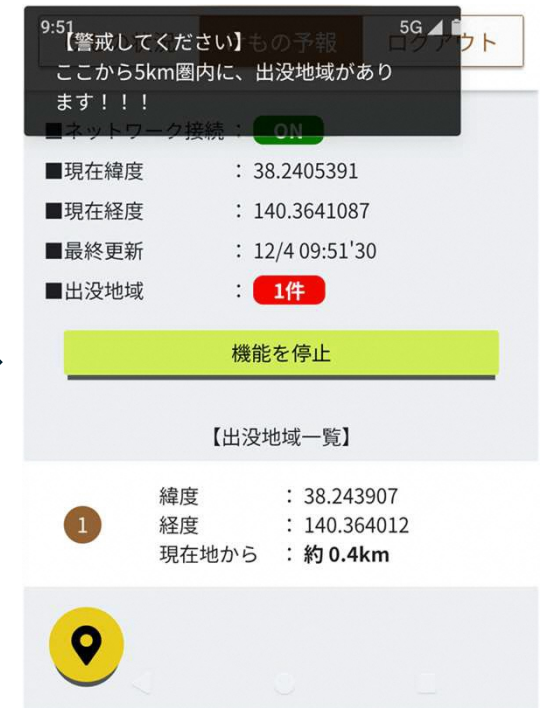 9:51
5G
【警戒してください】
けもの予報
ログアウト
ここから5km圏内に、出没地域があり
ます！！！
■ネットワーク接続 : ON
■現在緯度 : 38.2405391
■現在経度 : 140.3641087
■最終更新 : 12/4 09:51'30
■出没地域 : 1件
機能を停止
【出没地域一覧】
1
緯度 : 38.243907
経度 : 140.364012
現在地から : 約 0.4km